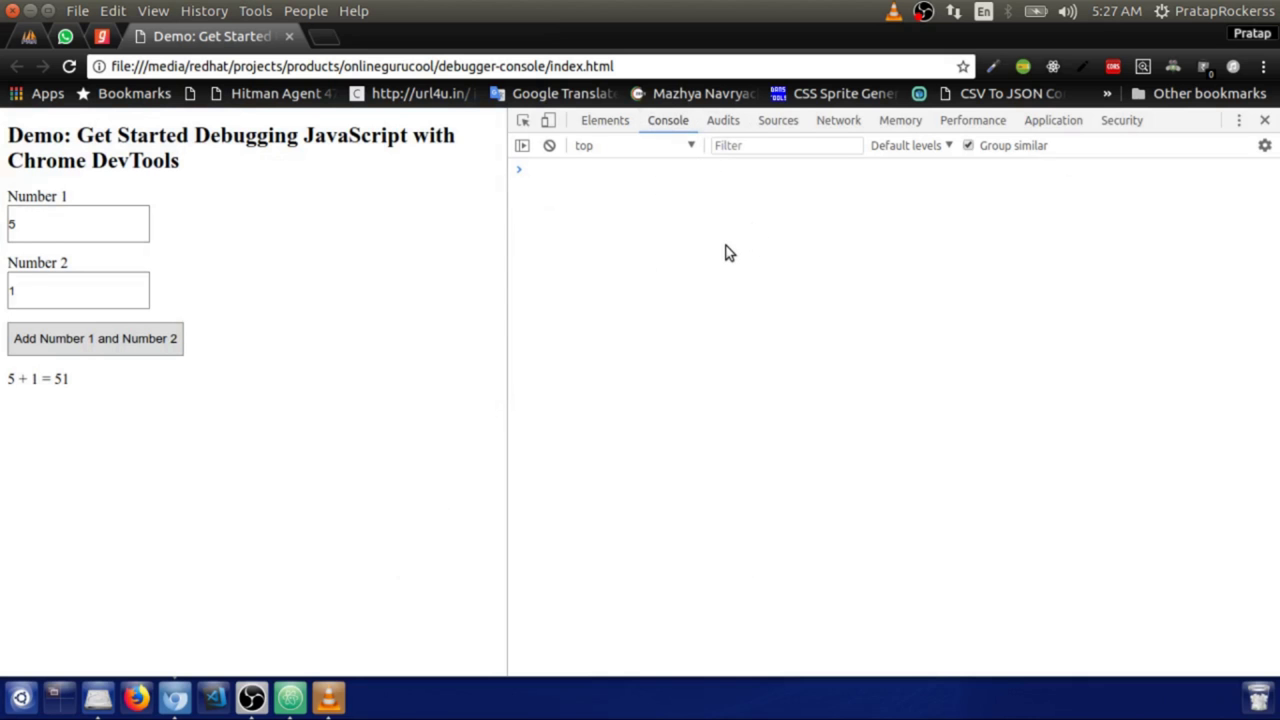 File Edit View History Tools People Help En 5:27 AM PratapRockerss
Demo: Get Started Pratap
file:///media/redhat/projects/products/onlinegurucool/debugger-console/index.html
Apps Bookmarks Hitman Agent 47 http://url4u.in/ Google Translat Mazhya Navryac CSS Sprite Gener CSV To JSON Co » Other bookmarks
Demo: Get Started Debugging JavaScript with
Chrome DevTools
Number 1
5
Number 2
1
Add Number 1 and Number 2
5 + 1 = 51
Elements Console Audits Sources Network Memory Performance Application Security
top Filter Default levels Group similar
>